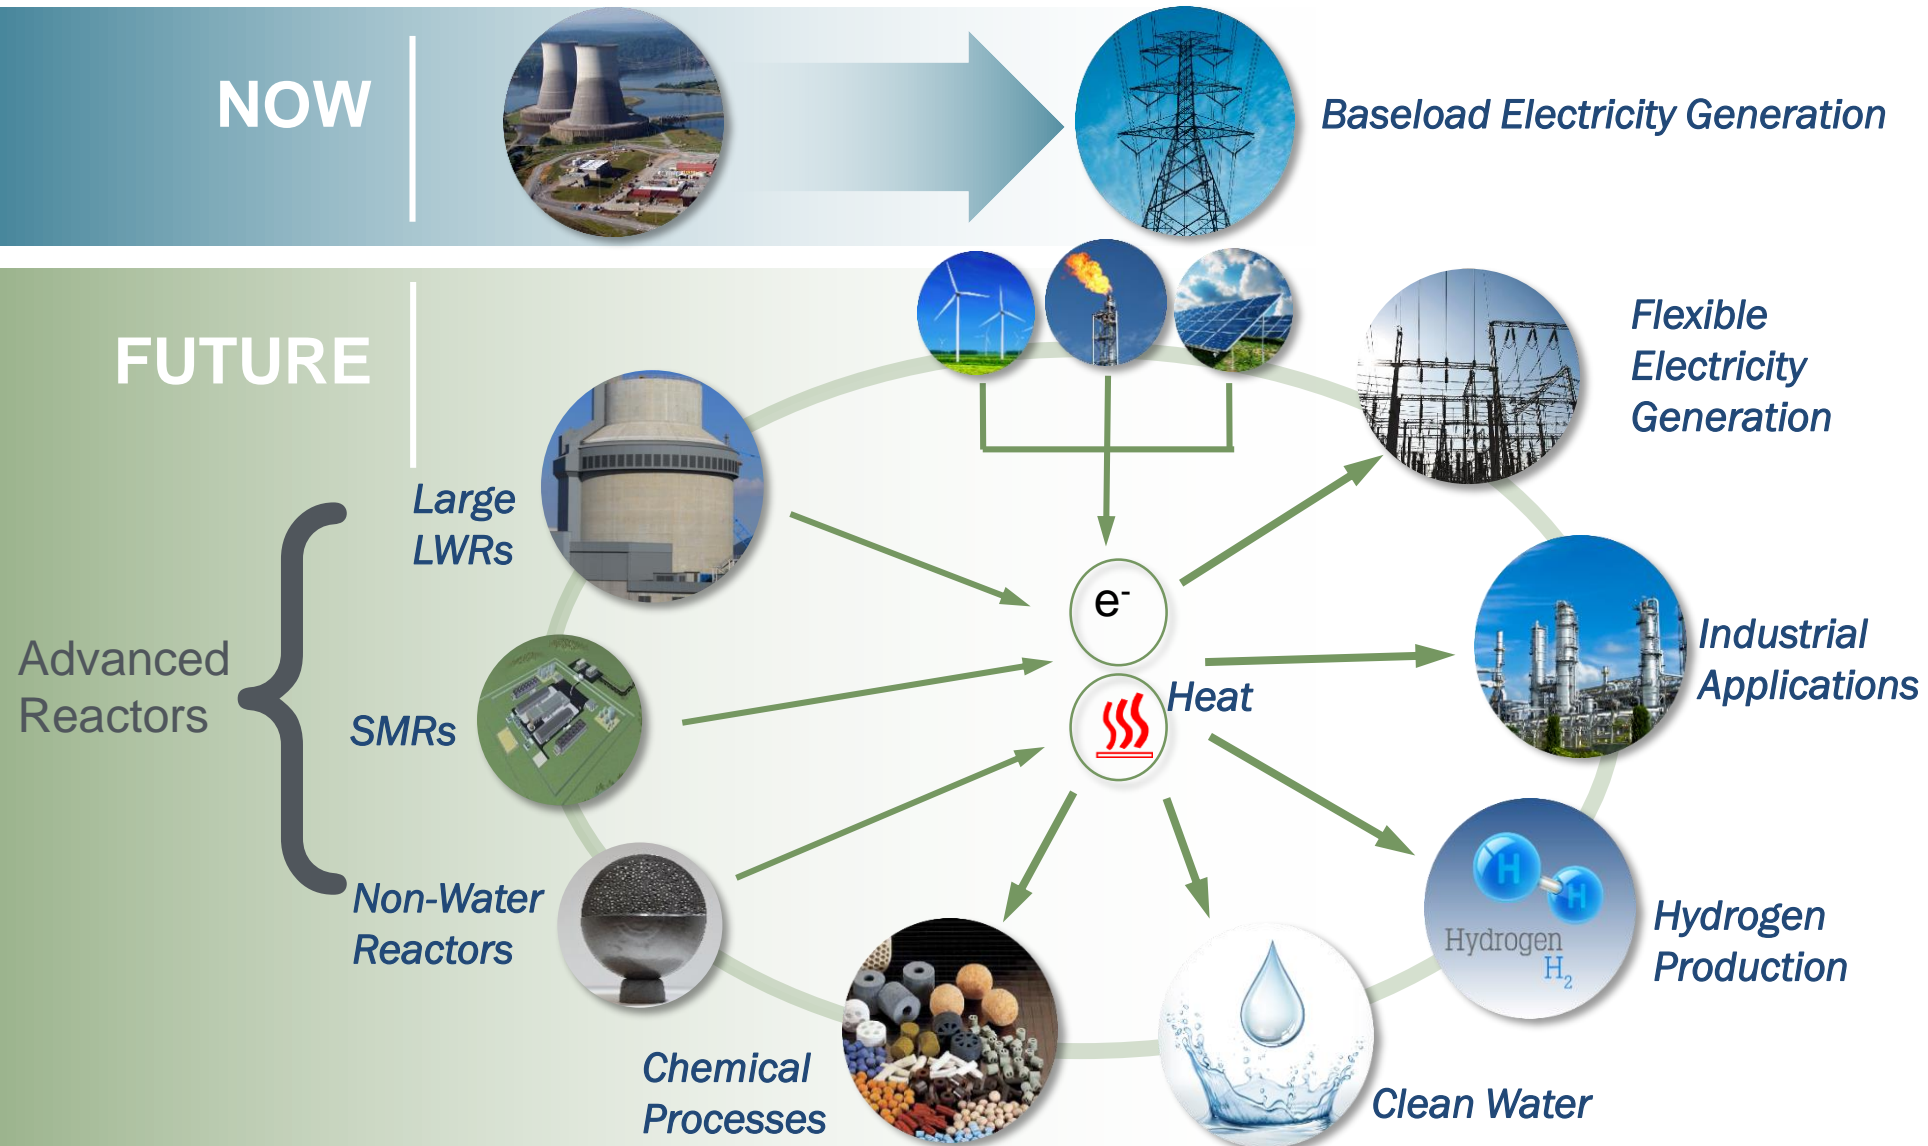 NOW
Baseload Electricity Generation
FUTURE
Flexible
Electricity
Generation
Large
LWRs
e-
Advanced
Reactors
SMRs
Heat
Industrial
Applications
Non-Water
Reactors
H H
Hydrogen
H2
Hydrogen
Production
Chemical
Processes
Clean Water